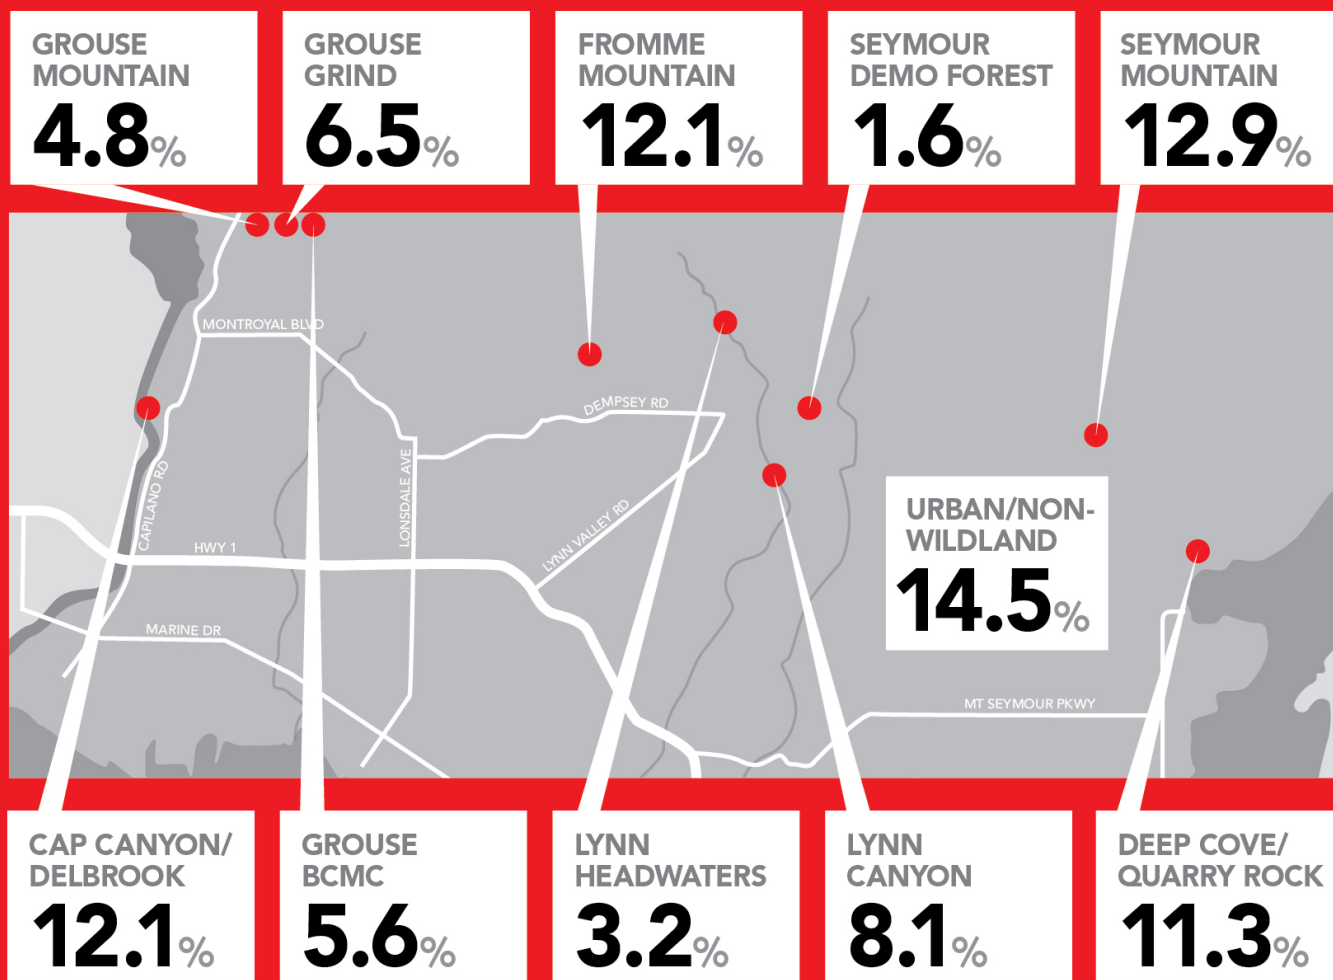 GROUSE
MOUNTAIN
4.8%
GROUSE
GRIND
6.5%
FROMME
MOUNTAIN
12.1%
SEYMOUR
DEMO FOREST
1.6%
SEYMOUR
MOUNTAIN
12.9%
MONTROYAL BLVD
DEMPSEY RD
CAPILANO RD
LONSDALE AVE
LYNN VALLEY RD
HWY 1
MARINE DR
URBAN/NON-
WILDLAND
14.5%
MT SEYMOUR PKWY
CAP CANYON/
DELBROOK
12.1%
GROUSE
BCMC
5.6%
LYNN
HEADWATERS
3.2%
LYNN
CANYON
8.1%
DEEP COVE/
QUARRY ROCK
11.3%